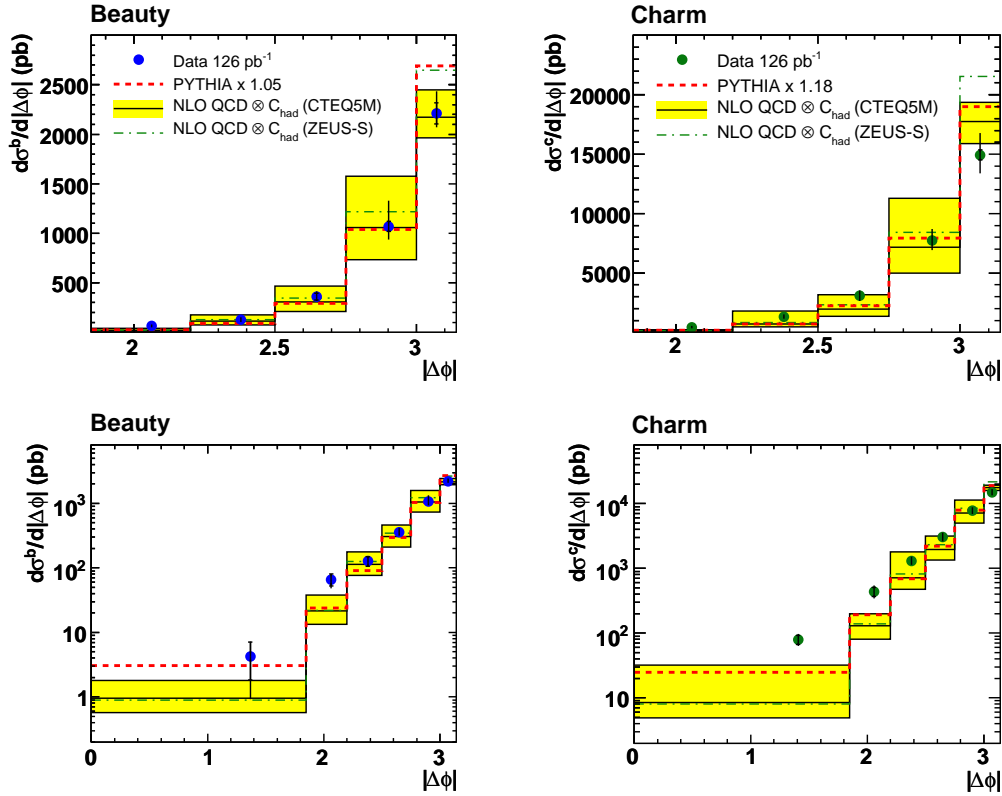 Beauty
dσᵇ/d|Δϕ| (pb)
2500
2000
1500
1000
500
Data 126 pb⁻¹
PYTHIA x 1.05
NLO QCD ⊗ C_had (CTEQ5M)
NLO QCD ⊗ C_had (ZEUS-S)
2 2.5 3
|Δϕ|
Charm
dσᶜ/d|Δϕ| (pb)
20000
15000
10000
5000
Data 126 pb⁻¹
PYTHIA x 1.18
NLO QCD ⊗ C_had (CTEQ5M)
NLO QCD ⊗ C_had (ZEUS-S)
2 2.5 3
|Δϕ|
Beauty
dσᵇ/d|Δϕ| (pb)
10³
10²
10
1
0 1 2 3
|Δϕ|
Charm
dσᶜ/d|Δϕ| (pb)
10⁴
10³
10²
10
0 1 2 3
|Δϕ|